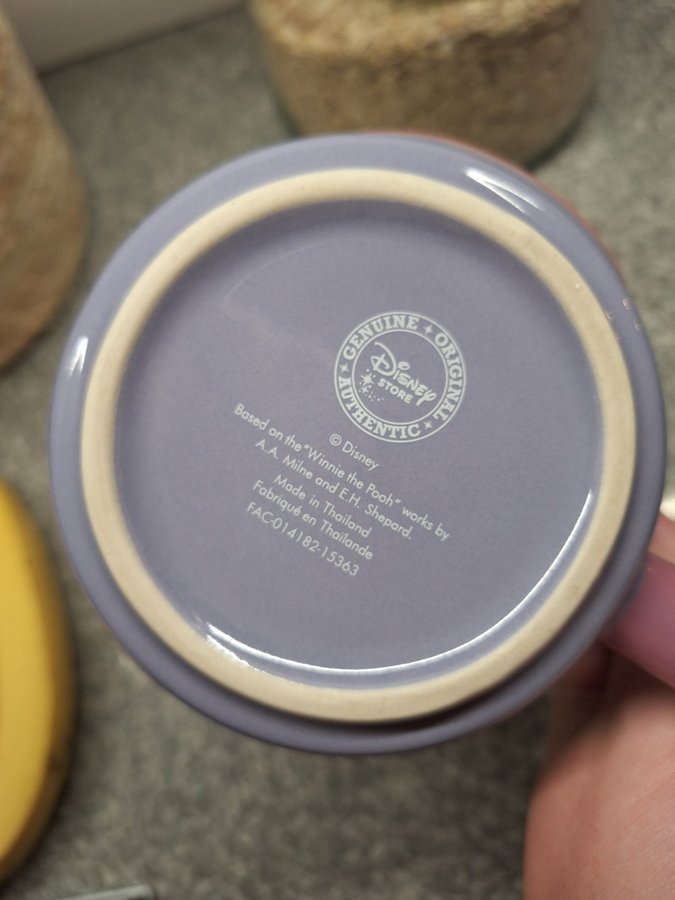 GENUINE ORIGINAL AUTHENTIC
Disney
STORE
© Disney
Based on the "Winnie the Pooh" works by
A.A. Milne and E.H. Shepard.
Made in Thailand
Fabriqué en Thaïlande
FAC-014182-15363